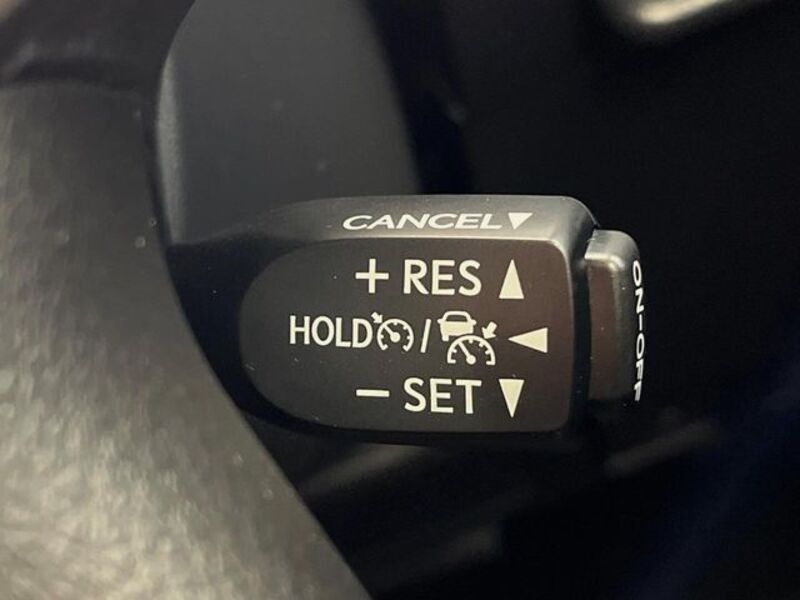 CANCEL▼
+ RES ▲
HOLD / ◀
− SET ▼
ON-OFF